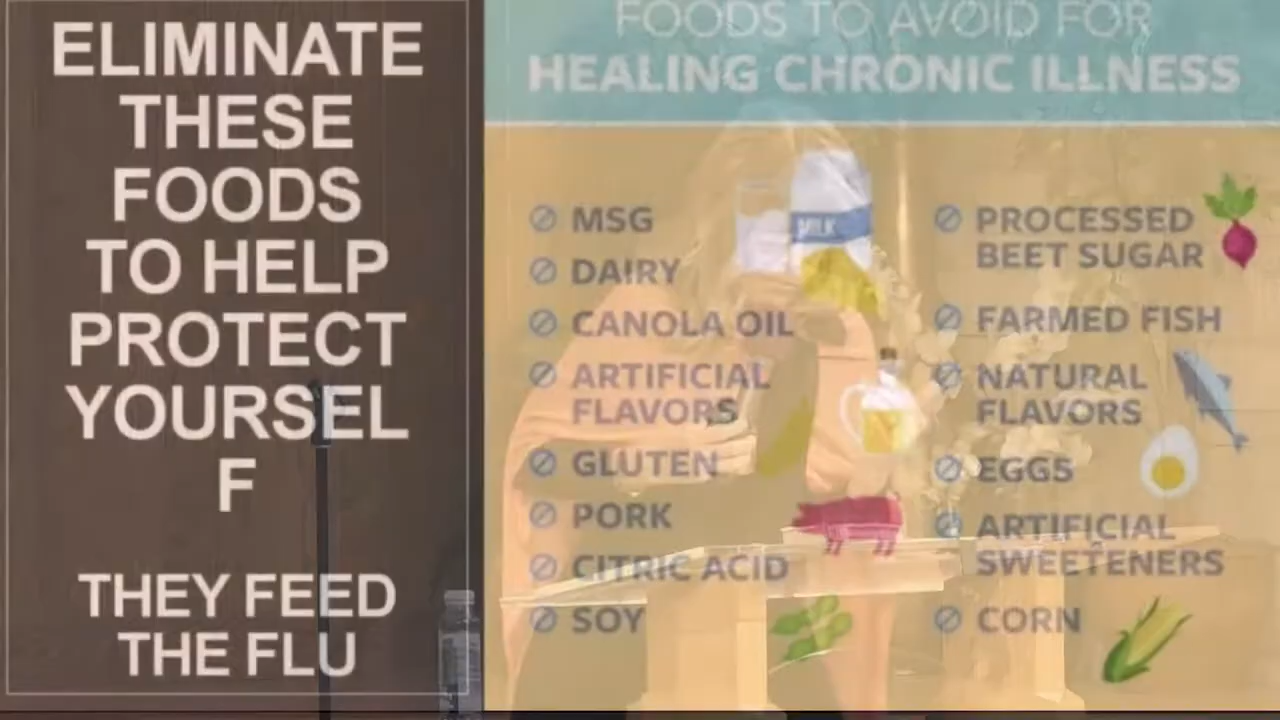 ELIMINATE
THESE
FOODS
TO HELP
PROTECT
YOURSEL
F
THEY FEED
THE FLU
FOODS TO AVOID FOR
HEALING CHRONIC ILLNESS
MSG
DAIRY
CANOLA OIL
ARTIFICIAL
FLAVORS
GLUTEN
PORK
CITRIC ACID
SOY
MILK
PROCESSED
BEET SUGAR
FARMED FISH
NATURAL
FLAVORS
EGGS
ARTIFICIAL
SWEETENERS
CORN